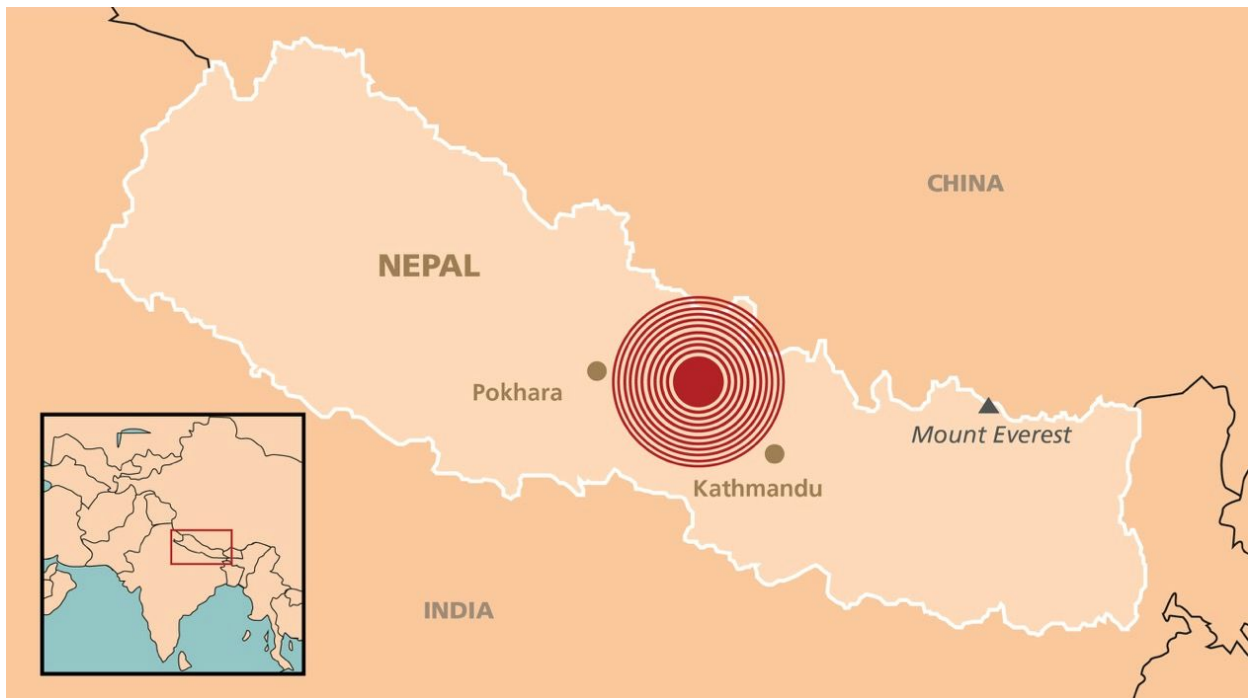 CHINA
NEPAL
Pokhara
Mount Everest
Kathmandu
INDIA